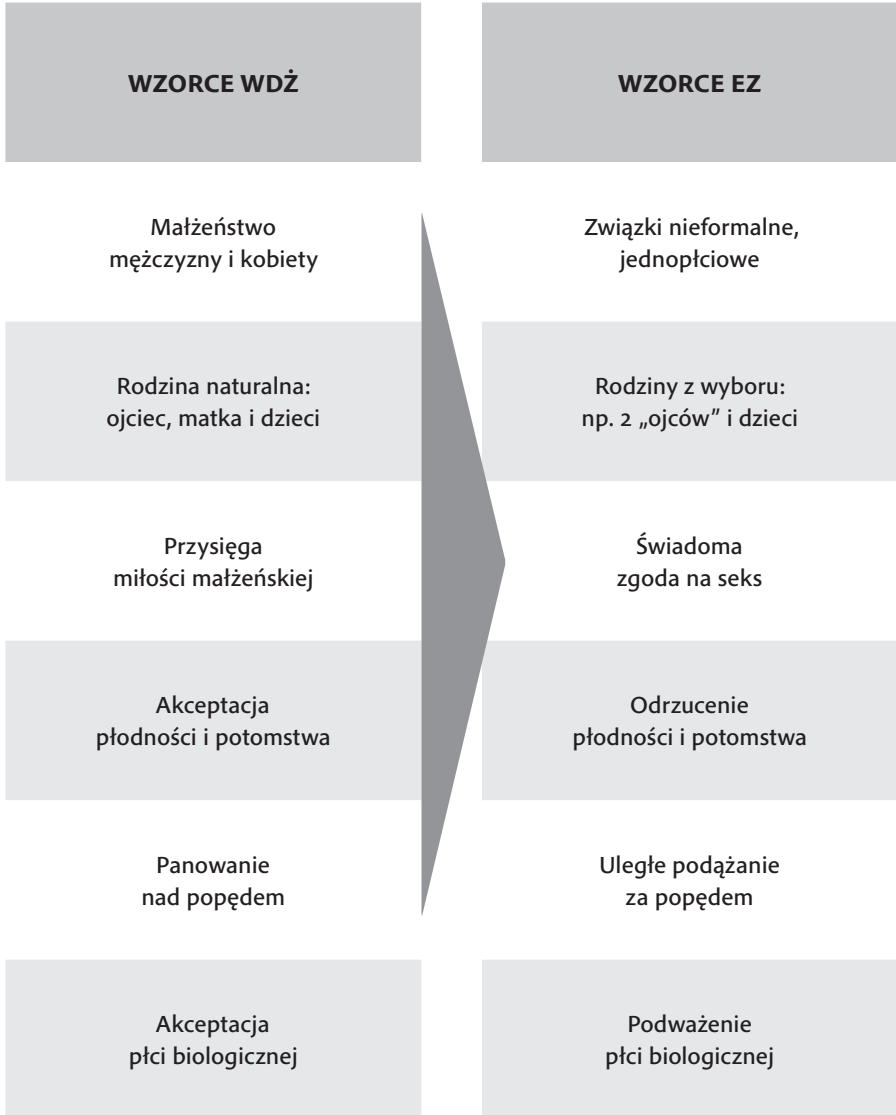 WZORCE WDŻ
WZORCE EZ
Małżeństwo
mężczyzny i kobiety
Związki nieformalne,
jednopłciowe
Rodzina naturalna:
ojciec, matka i dzieci
Rodziny z wyboru:
np. 2 „ojców” i dzieci
Przysięga
miłości małżeńskiej
Świadoma
zgoda na seks
Akceptacja
płodności i potomstwa
Odrzucenie
płodności i potomstwa
Panowanie
nad popędem
Uległe podążanie
za popędem
Akceptacja
płci biologicznej
Podważenie
płci biologicznej